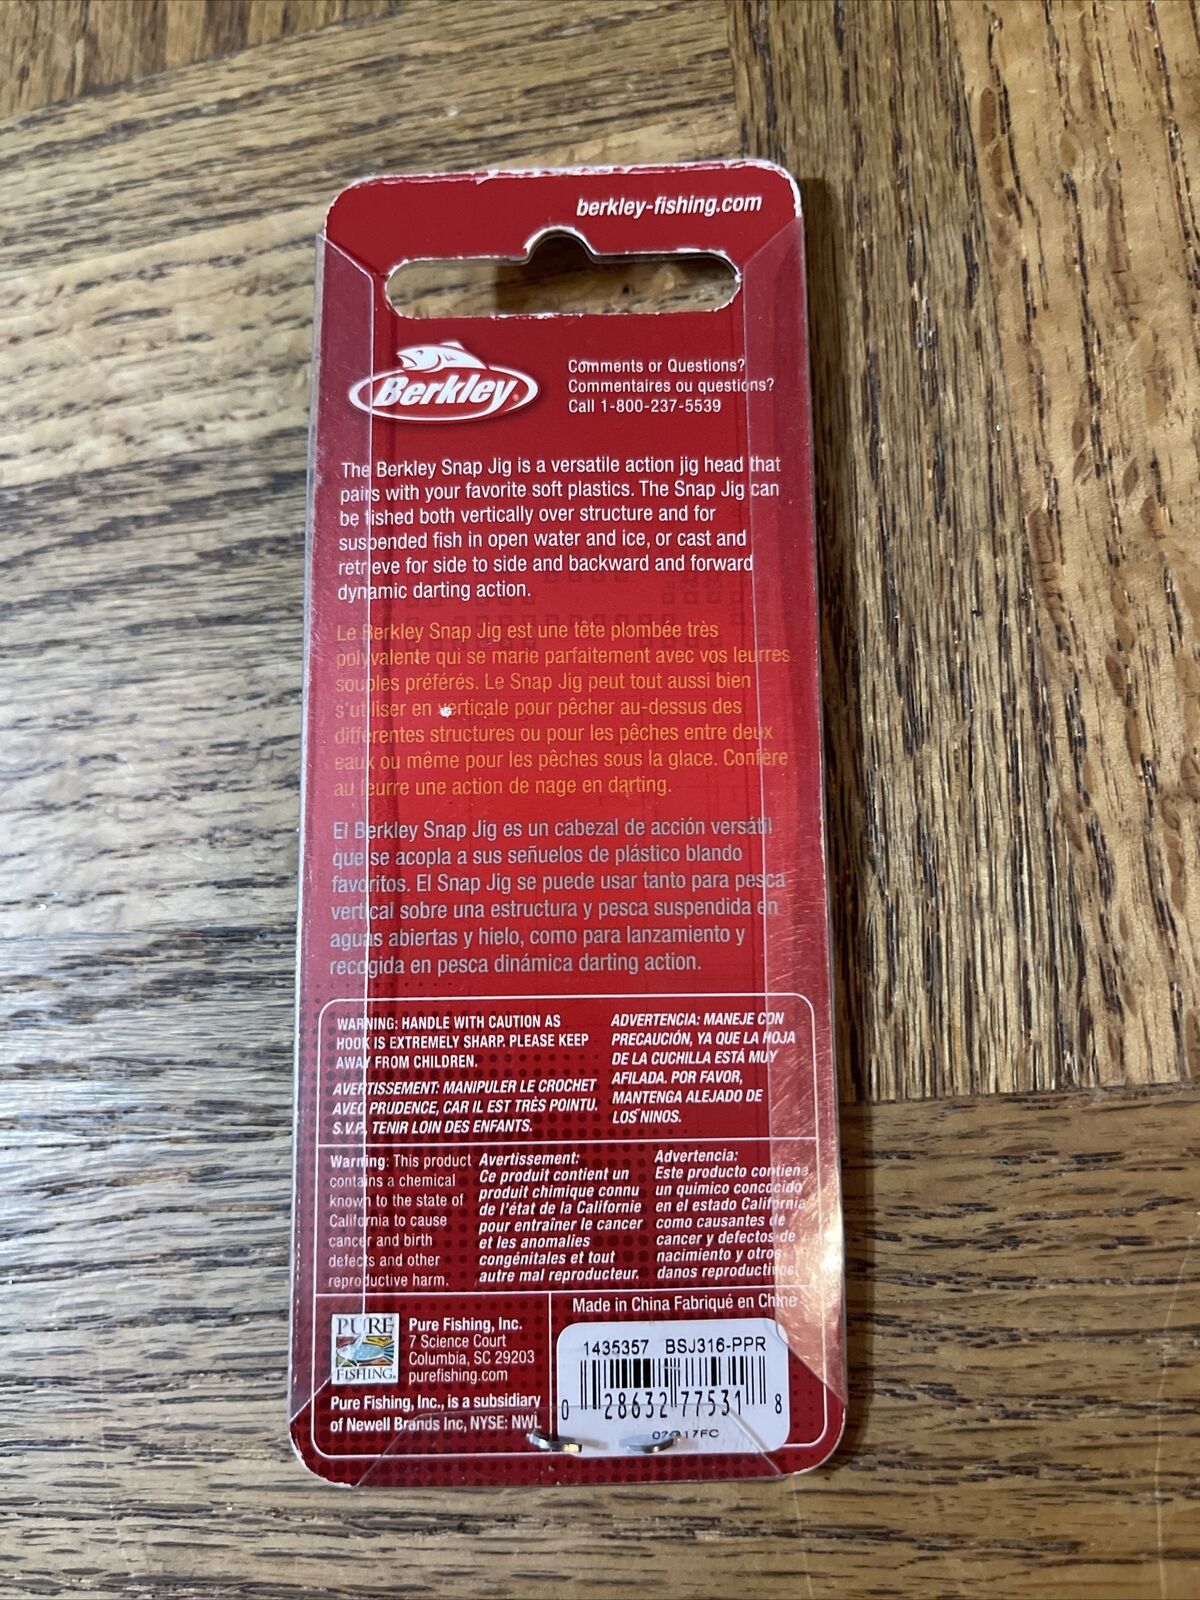 berkley-fishing.com
Berkley
Comments or Questions?
Commentaires ou questions?
Call 1-800-237-5539
The Berkley Snap Jig is a versatile action jig head that
pairs with your favorite soft plastics. The Snap Jig can
be fished both vertically over structure and for
suspended fish in open water and ice, or cast and
retrieve for side to side and backward and forward
dynamic darting action.
Le Berkley Snap Jig est une tête plombée très
polyvalente qui se marie parfaitement avec vos leurres
souples préférés. Le Snap Jig peut tout aussi bien
s'utiliser en verticale pour pêcher au-dessus des
différentes structures ou pour les pêches entre deux
eaux ou même pour les pêches sous la glace. Confère
au leurre une action de nage en darting.
El Berkley Snap Jig es un cabezal de acción versátil
que se acopla a sus señuelos de plástico blando
favoritos. El Snap Jig se puede usar tanto para pesca
vertical sobre una estructura y pesca suspendida en
aguas abiertas y hielo, como para lanzamiento y
recogida en pesca dinámica darting action.
WARNING: HANDLE WITH CAUTION AS
HOOK IS EXTREMELY SHARP. PLEASE KEEP
AWAY FROM CHILDREN.
AVERTISSEMENT: MANIPULER LE CROCHET
AVEC PRUDENCE, CAR IL EST TRÈS POINTU.
S.V.P, TENIR LOIN DES ENFANTS.
ADVERTENCIA: MANEJE CON
PRECAUCIÓN, YA QUE LA HOJA
DE LA CUCHILLA ESTÁ MUY
AFILADA. POR FAVOR,
MANTENGA ALEJADO DE
LOS NINOS.
Warning: This product
contains a chemical
known to the state of
California to cause
cancer and birth
defects and other
reproductive harm.
Avertissement:
Ce produit contient un
produit chimique connu
de l'état de la Californie
pour entraîner le cancer
et les anomalies
congénitales et tout
autre mal reproducteur.
Advertencia:
Este producto contiene
un quimico concocido
en el estado California
como causantes de
cancer y defectos de
nacimiento y otros
danos reproductivos.
PURE
FISHING.
Pure Fishing, Inc.
7 Science Court
Columbia, SC 29203
purefishing.com
Pure Fishing, Inc., is a subsidiary
of Newell Brands Inc, NYSE: NWL
Made in China Fabriqué en Chine
1435357 BSJ316-PPR
0 28632 77531 8